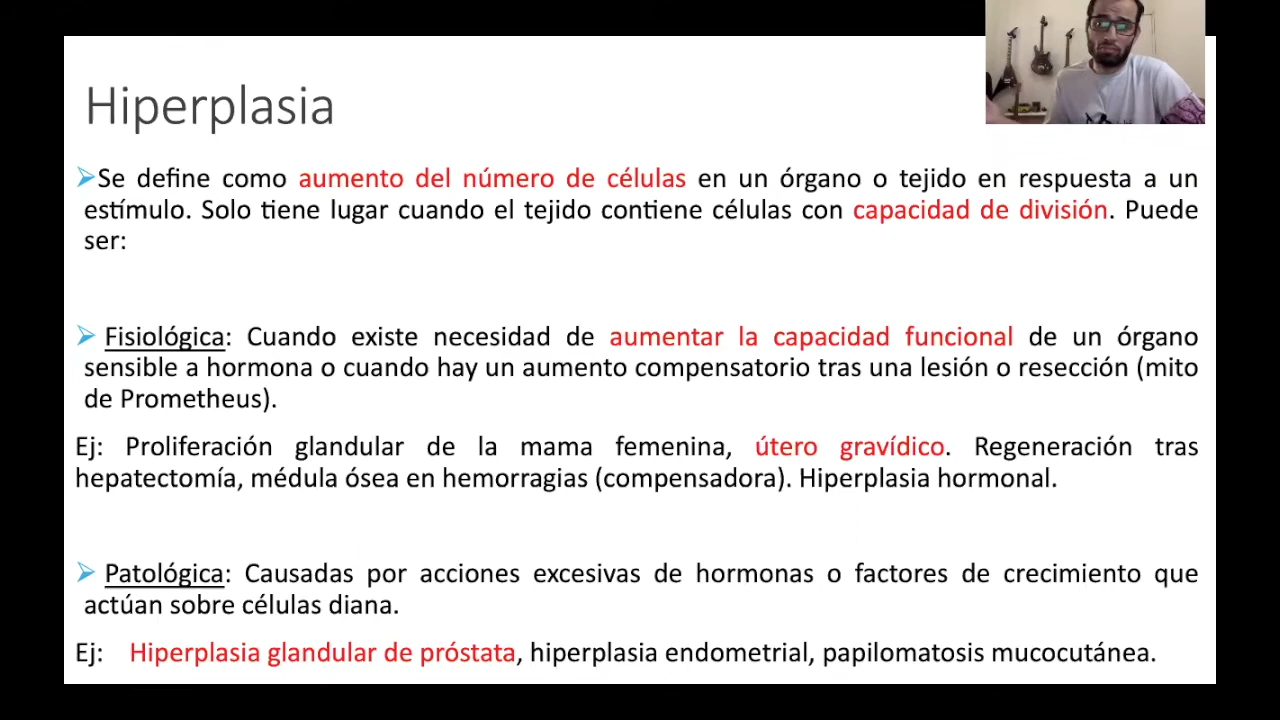 Hiperplasia
Se define como aumento del número de células en un órgano o tejido en respuesta a un
estímulo. Solo tiene lugar cuando el tejido contiene células con capacidad de división. Puede
ser:
Fisiológica: Cuando existe necesidad de aumentar la capacidad funcional de un órgano
sensible a hormona o cuando hay un aumento compensatorio tras una lesión o resección (mito
de Prometheus).
Ej: Proliferación glandular de la mama femenina, útero gravídico. Regeneración tras
hepatectomía, médula ósea en hemorragias (compensadora). Hiperplasia hormonal.
Patológica: Causadas por acciones excesivas de hormonas o factores de crecimiento que
actúan sobre células diana.
Ej: Hiperplasia glandular de próstata, hiperplasia endometrial, papilomatosis mucocutánea.